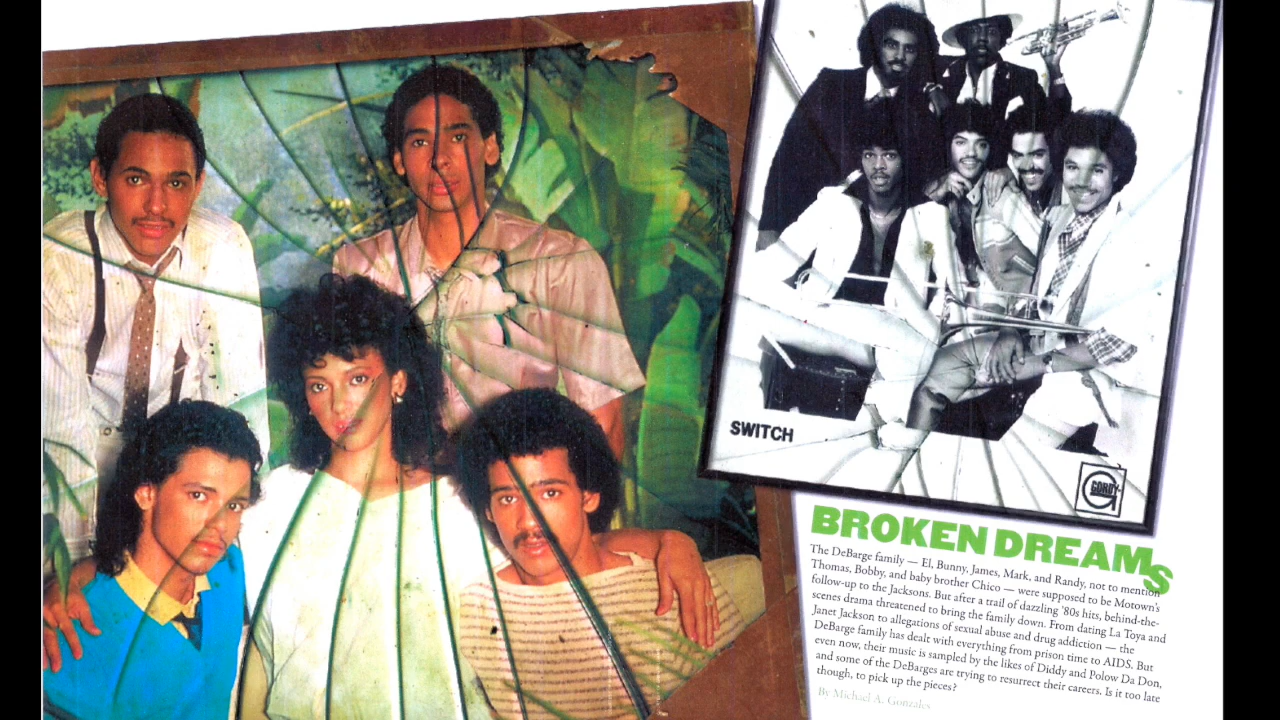 SWITCH
GORDY
BROKEN DREAMS
The DeBarge family — El, Bunny, James, Mark, and Randy, not to mention
Thomas, Bobby, and baby brother Chico — were supposed to be Motown's
follow-up to the Jacksons. But after a trail of dazzling '80s hits, behind-the-
scenes drama threatened to bring the family down. From dating La Toya and
Janet Jackson to allegations of sexual abuse and drug addiction — the
DeBarge family has dealt with everything from prison time to AIDS. But
even now, their music is sampled by the likes of Diddy and Polow Da Don,
and some of the DeBarges are trying to resurrect their careers. Is it too late
though, to pick up the pieces?
By Michael A. Gonzales